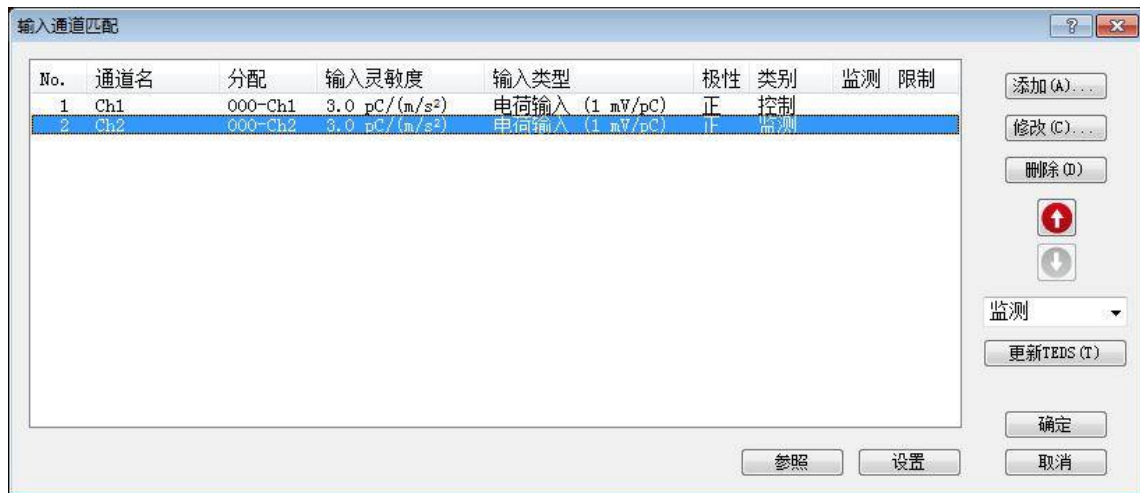 输入通道匹配
No. 通道名 分配 输入灵敏度 输入类型 极性 类别 监测 限制
1 Ch1 000-Ch1 3.0 pC/(m/s²) 电荷输入 (1 mV/pC) 正 控制
2 Ch2 000-Ch2 3.0 pC/(m/s²) 电荷输入 (1 mV/pC) 正 监测
添加(A)...
修改(C)...
删除(D)
监测
更新TEDS(T)
确定
参照 设置 取消